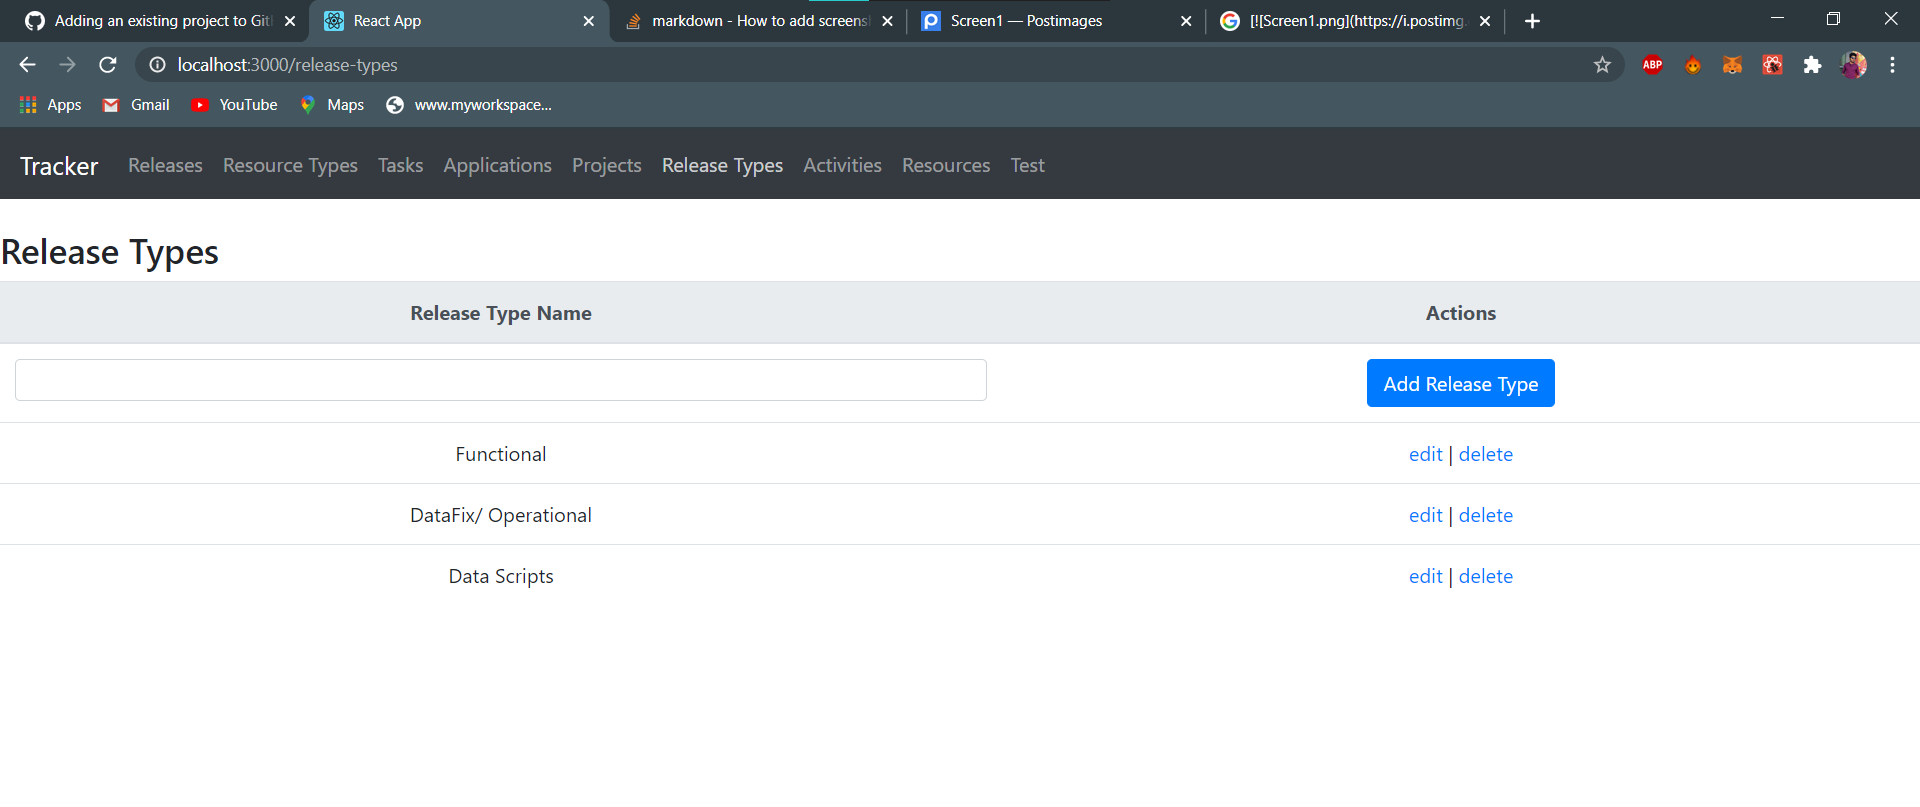 Adding an existing project to Git
React App
markdown - How to add screens
Screen1 — Postimages
[![Screen1.png](https://i.postimg.
localhost:3000/release-types
ABP
Apps Gmail YouTube Maps www.myworkspace...
Tracker Releases Resource Types Tasks Applications Projects Release Types Activities Resources Test
Release Types
Release Type Name Actions
Add Release Type
Functional edit | delete
DataFix/ Operational edit | delete
Data Scripts edit | delete